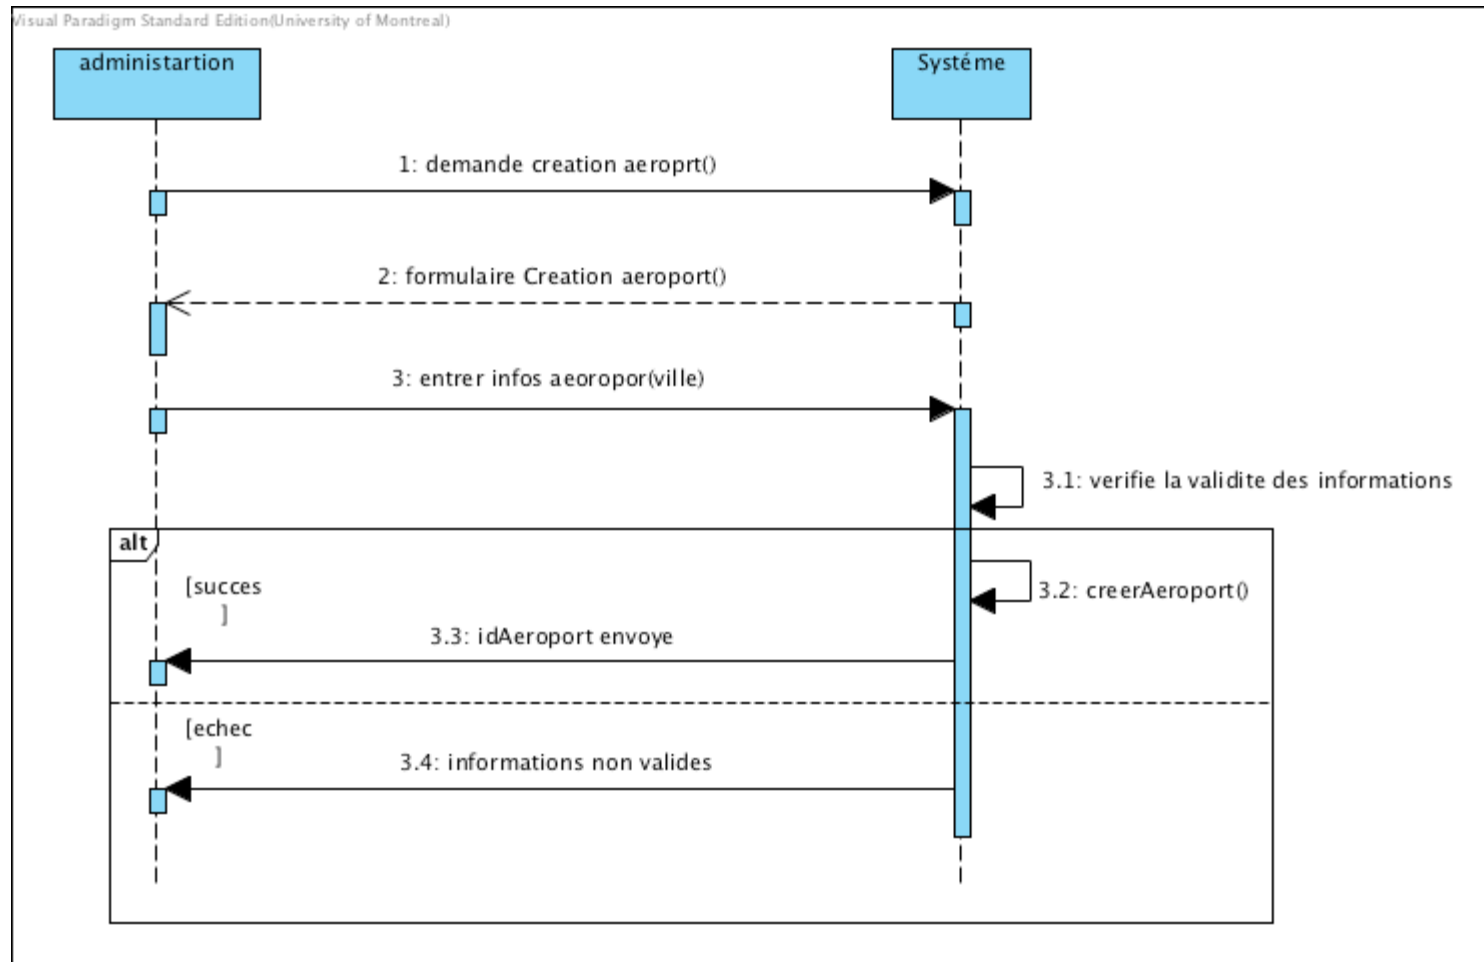 Visual Paradigm Standard Edition(University of Montreal)
administartion
Systéme
1: demande creation aeroprt()
2: formulaire Creation aeroport()
3: entrer infos aeoropor(ville)
3.1: verifie la validite des informations
alt
[succes
]
3.2: creerAeroport()
3.3: idAeroport envoye
[echec
]
3.4: informations non valides